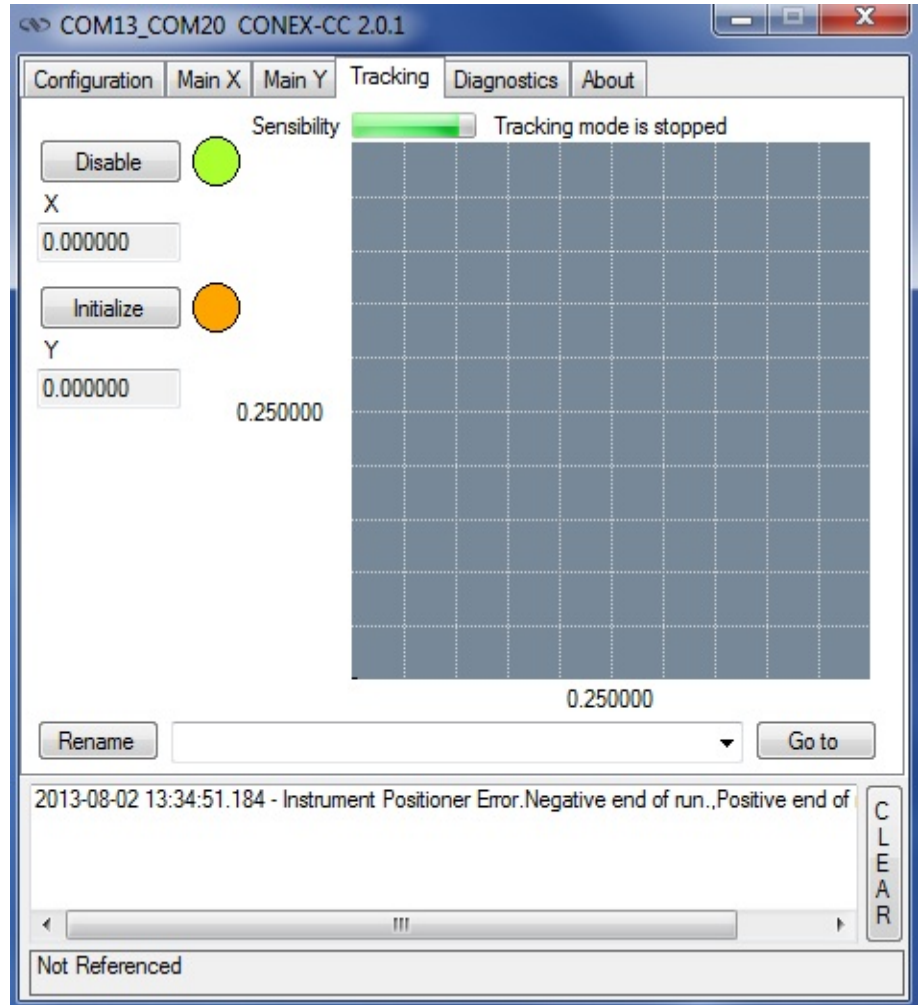 COM13_COM20 CONEX-CC 2.0.1
Configuration Main X Main Y Tracking Diagnostics About
Sensibility Tracking mode is stopped
Disable
X
0.000000
Initialize
Y
0.000000
0.250000
0.250000
Rename Go to
2013-08-02 13:34:51.184 - Instrument Positioner Error.Negative end of run.,Positive end of
CLEAR
Not Referenced